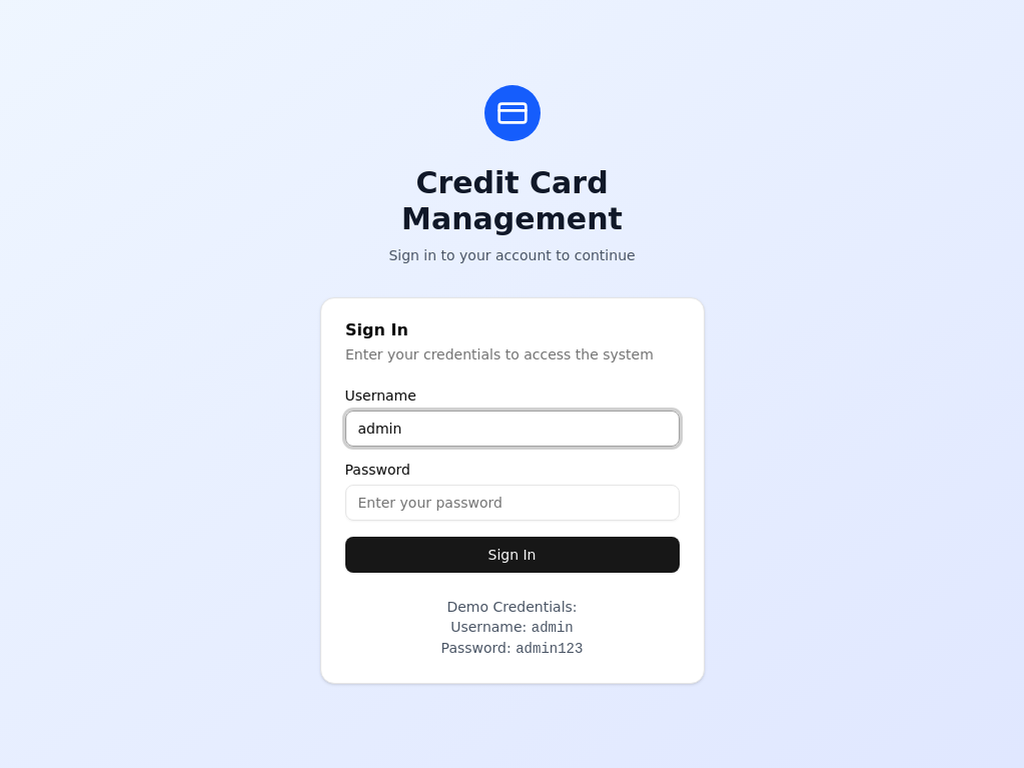 Credit Card
Management
Sign in to your account to continue
Sign In
Enter your credentials to access the system
Username
admin
Password
Enter your password
Sign In
Demo Credentials:
Username: admin
Password: admin123